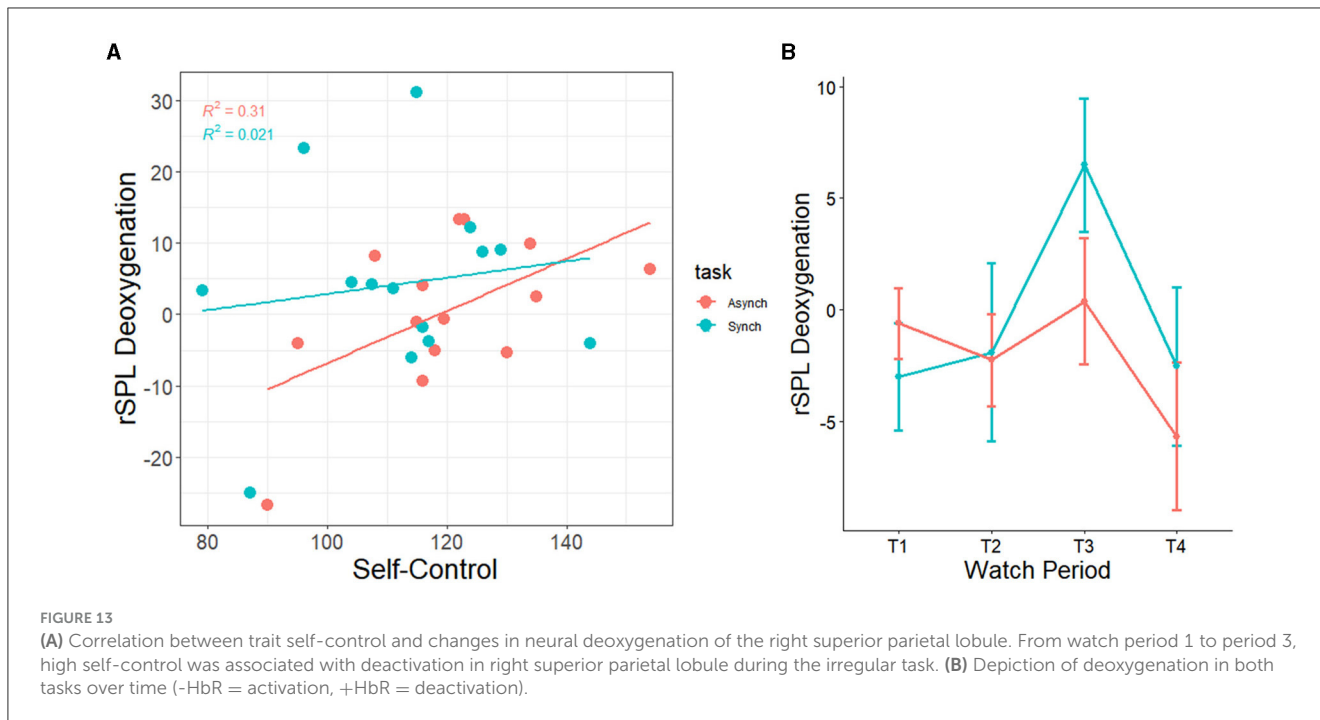 A
B
rSPL Deoxygenation
30
20
10
0
-10
-20
R² = 0.31
R² = 0.021
80
100
120
140
Self-Control
task
Asynch
Synch
rSPL Deoxygenation
10
5
0
-5
T1
T2
T3
T4
Watch Period
FIGURE 13
(A) Correlation between trait self-control and changes in neural deoxygenation of the right superior parietal lobule. From watch period 1 to period 3,
high self-control was associated with deactivation in right superior parietal lobule during the irregular task. (B) Depiction of deoxygenation in both
tasks over time (-HbR = activation, +HbR = deactivation).